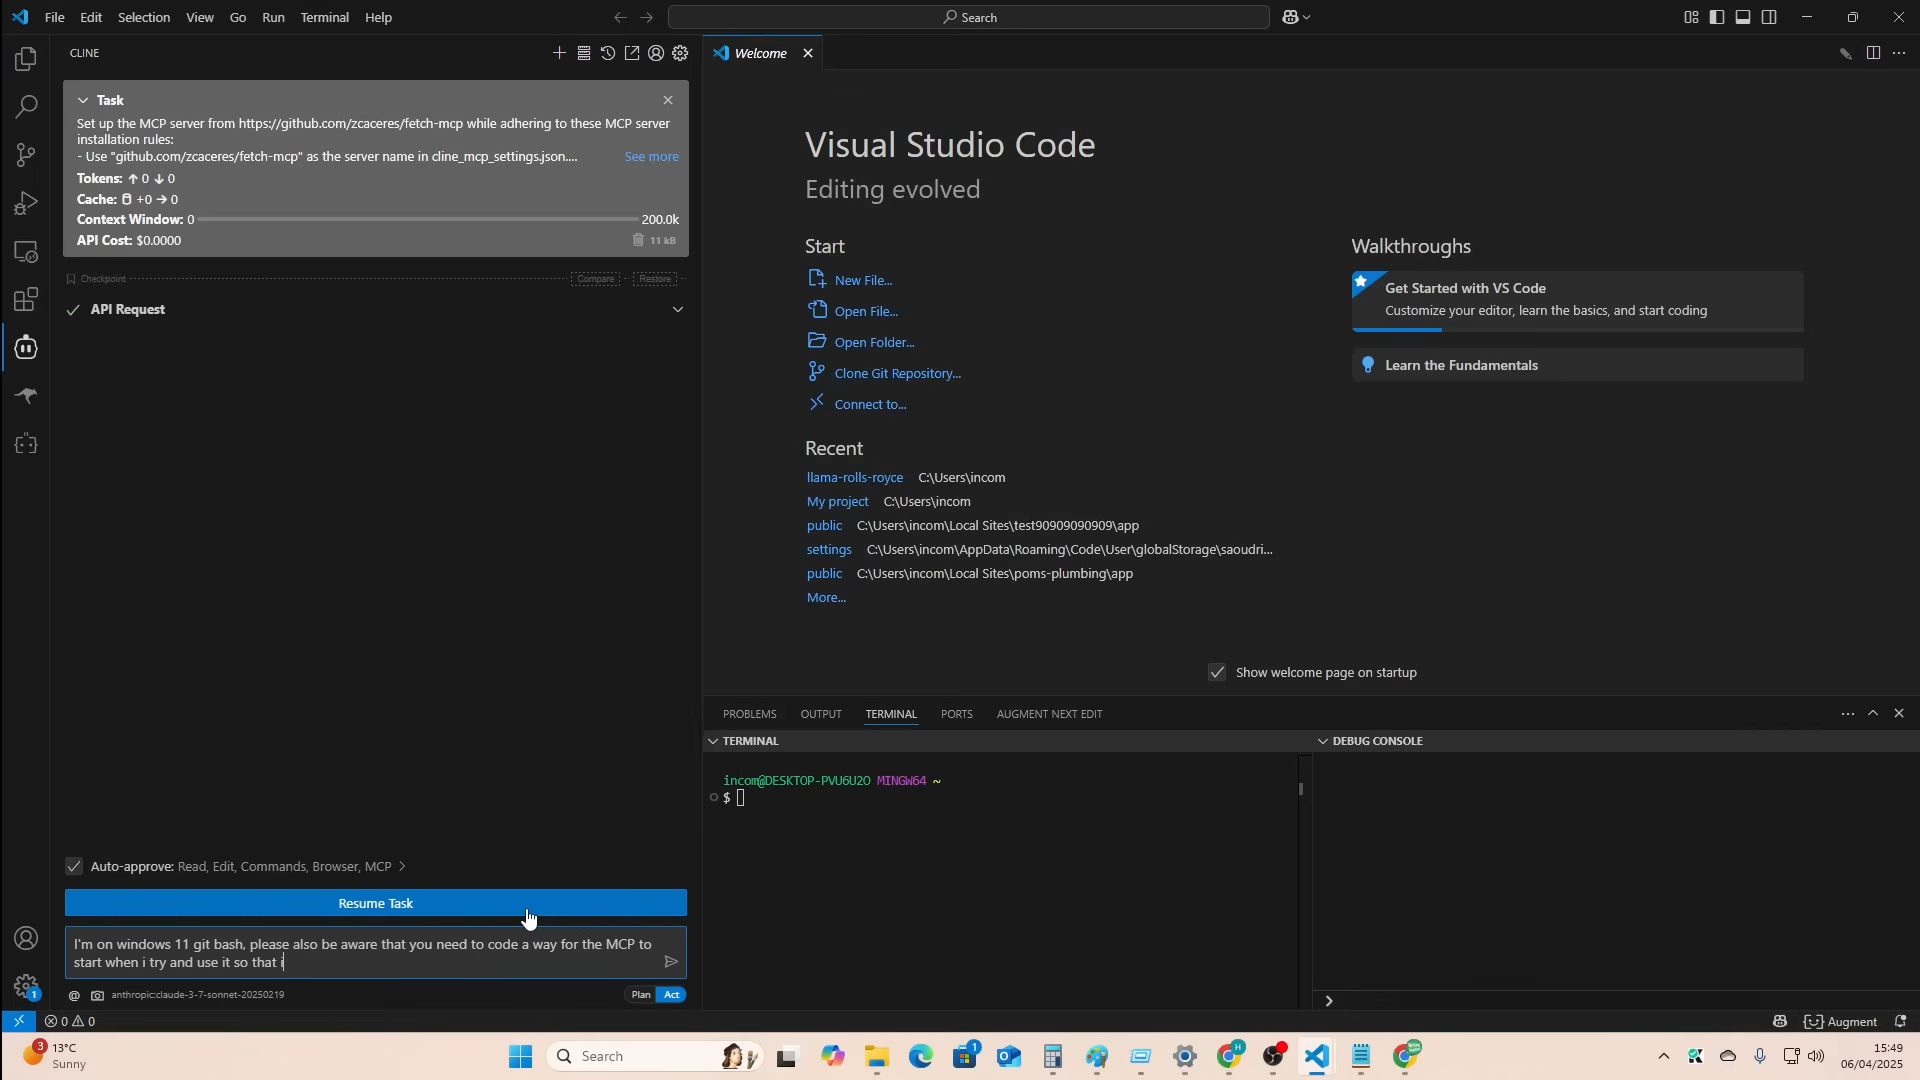 File Edit Selection View Go Run Terminal Help
Search
CLINE
Welcome
Task
Set up the MCP server from https://github.com/zcaceres/fetch-mcp while adhering to these MCP server
installation rules:
- Use "github.com/zcaceres/fetch-mcp" as the server name in cline_mcp_settings.json....
See more
Tokens: ↑ 0 ↓ 0
Cache: +0 → 0
Context Window: 0 200.0k
API Cost: $0.0000
11 kB
Checkpoint Compare Restore
API Request
Visual Studio Code
Editing evolved
Start
New File...
Open File...
Open Folder...
Clone Git Repository...
Connect to...
Recent
llama-rolls-royce C:\Users\incom
My project C:\Users\incom
public C:\Users\incom\Local Sites\test90909090909\app
settings C:\Users\incom\AppData\Roaming\Code\User\globalStorage\saoudri...
public C:\Users\incom\Local Sites\poms-plumbing\app
More...
Walkthroughs
Get Started with VS Code
Customize your editor, learn the basics, and start coding
Learn the Fundamentals
Show welcome page on startup
PROBLEMS OUTPUT TERMINAL PORTS AUGMENT NEXT EDIT
TERMINAL
DEBUG CONSOLE
incom@DESKTOP-PVU6U2O MINGW64 ~
$
Auto-approve: Read, Edit, Commands, Browser, MCP
Resume Task
I'm on windows 11 git bash, please also be aware that you need to code a way for the MCP to
start when i try and use it so that i
@ anthropic:claude-3-7-sonnet-20250219
Plan Act
1
0 0
Augment
3
13°C
Sunny
Search
1
H
15:49
06/04/2025